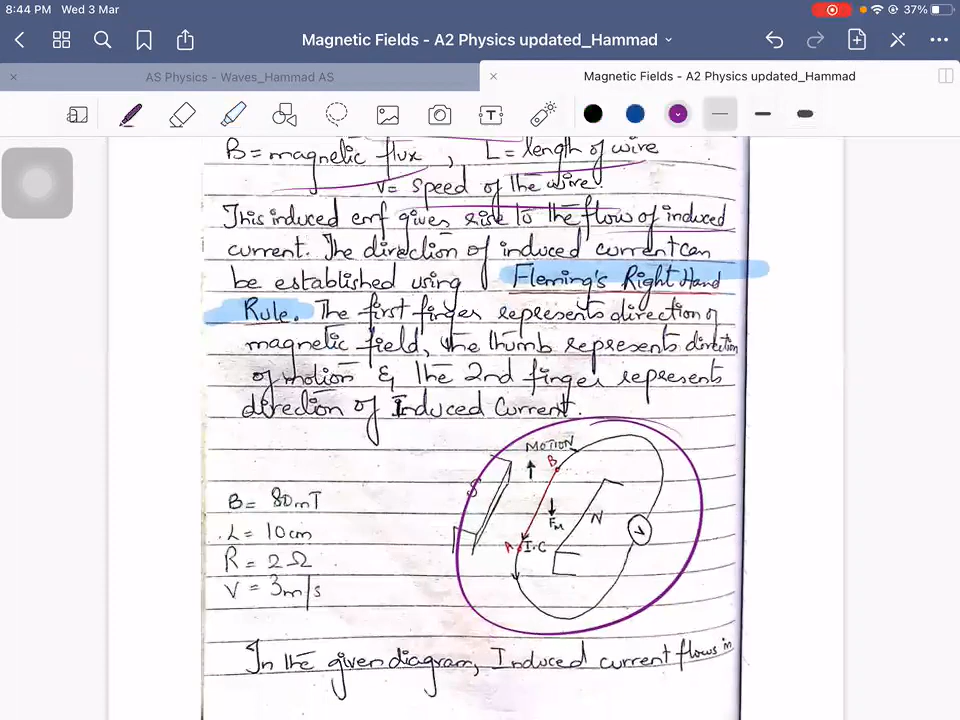 8:44 PM Wed 3 Mar
37%
Magnetic Fields - A2 Physics updated_Hammad
AS Physics - Waves_Hammad AS
Magnetic Fields - A2 Physics updated_Hammad
B = magnetic flux , L = length of wire
V = speed of the wire.
This induced emf gives rise to the flow of induced
current. The direction of induced current can
be established using Fleming's Right Hand
Rule. The first finger represents direction of
magnetic field, the thumb represents direction
of motion & the 2nd finger represents
direction of Induced Current.
MOTION
B
S
B = 80mT
FM
N
V
L = 10cm
A I.C
R = 2Ω
V = 3m/s
In the given diagram, Induced current flows in